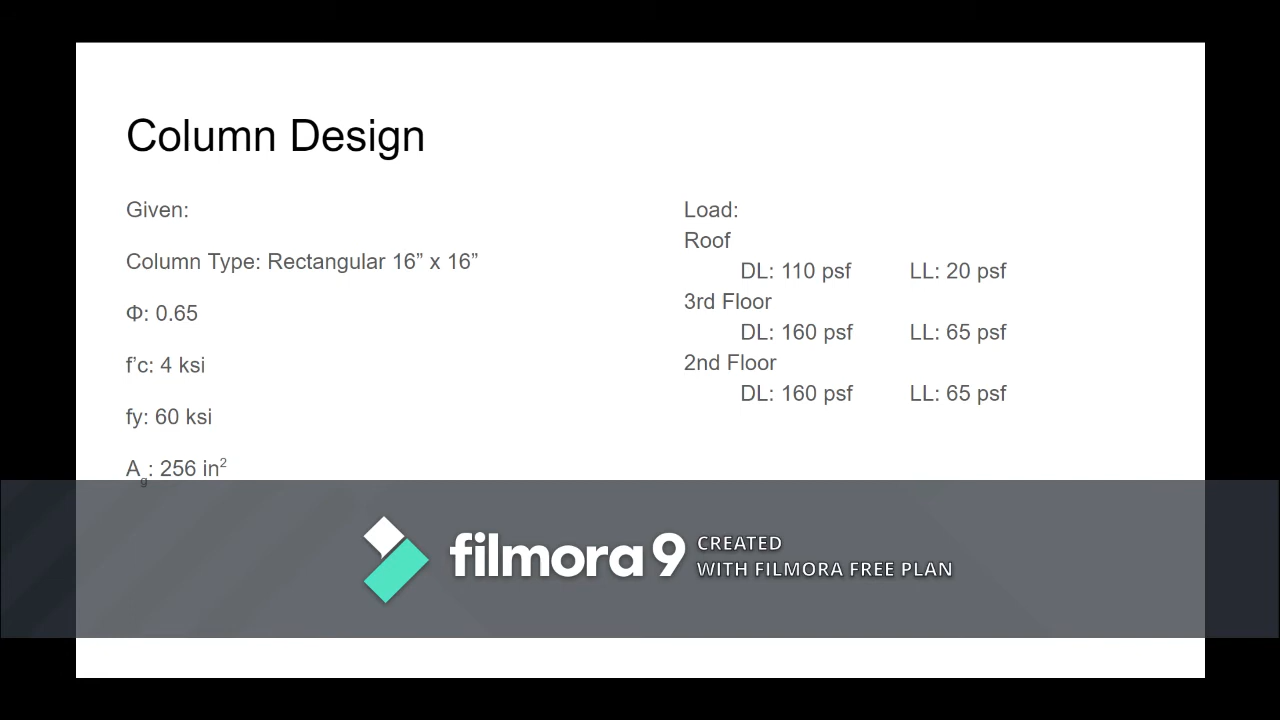 Column Design
Given:
Column Type: Rectangular 16” x 16”
Φ: 0.65
f’c: 4 ksi
fy: 60 ksi
Ag: 256 in²
Load:
Roof
DL: 110 psf LL: 20 psf
3rd Floor
DL: 160 psf LL: 65 psf
2nd Floor
DL: 160 psf LL: 65 psf
filmora 9
CREATED
WITH FILMORA FREE PLAN